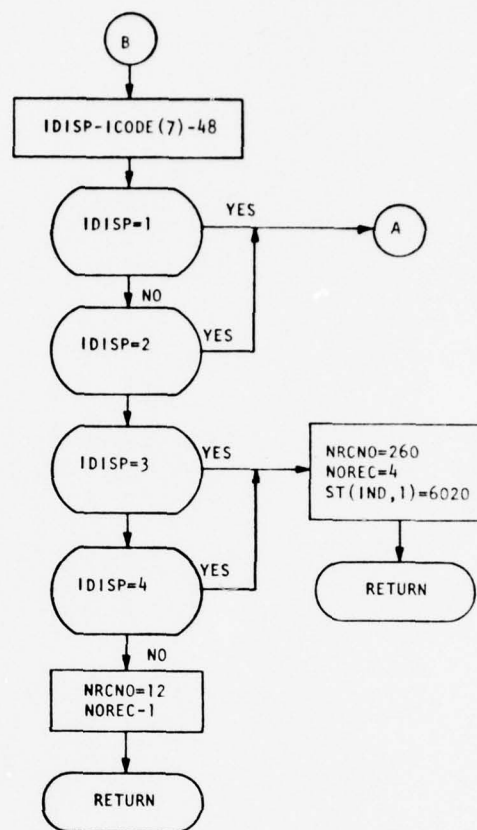 B
IDISP-ICODE(7)-48
IDISP=1
YES
A
NO
IDISP=2
YES
IDISP=3
YES
NRCNO=260
NOREC=4
ST(IND,1)=6020
IDISP=4
YES
RETURN
NO
NRCNO=12
NOREC-1
RETURN